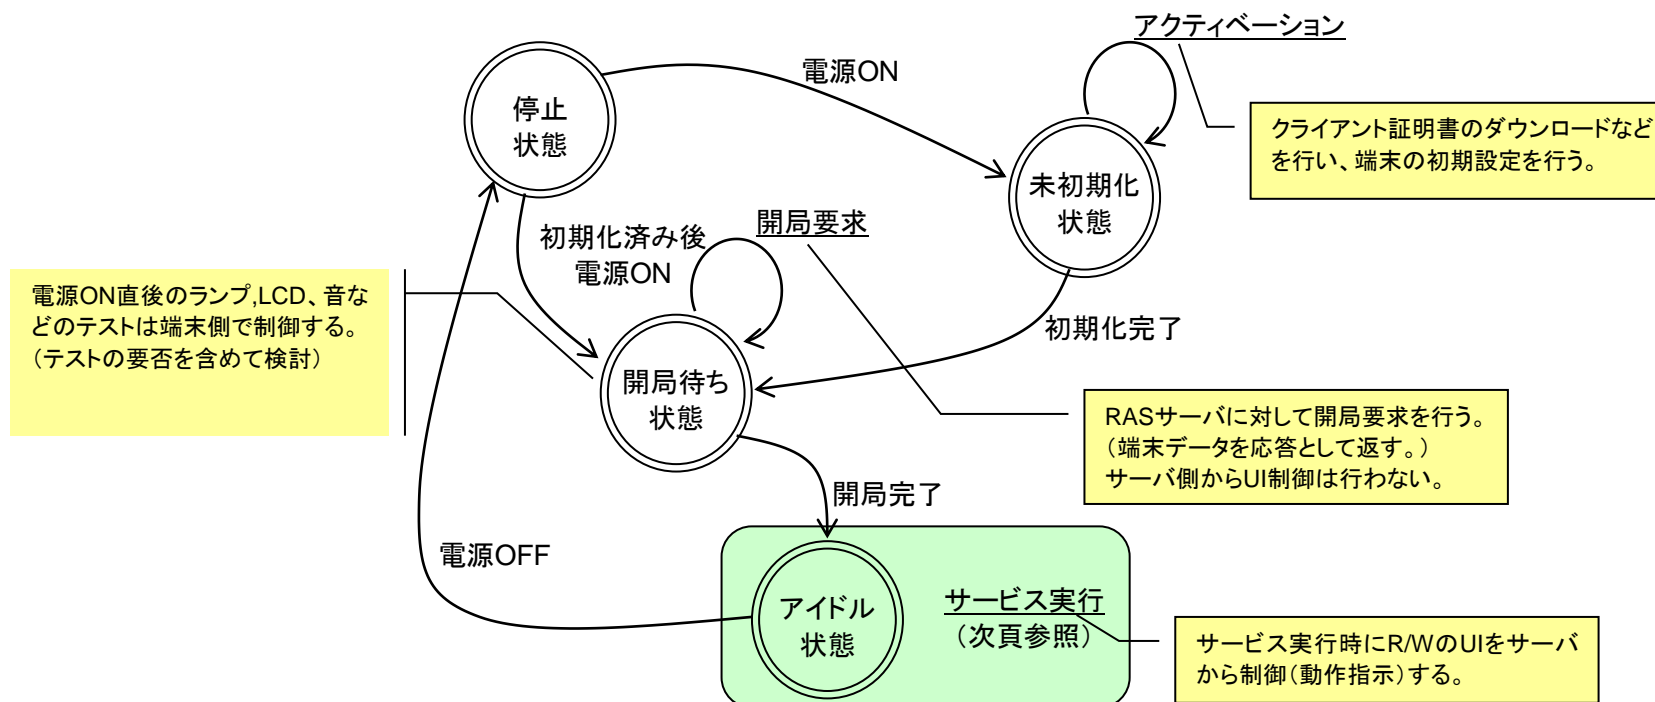 アクティベーション
電源ON
停止
状態
クライアント証明書のダウンロードなど
を行い、端末の初期設定を行う。
未初期化
状態
開局要求
初期化済み後
電源ON
電源ON直後のランプ,LCD、音な
どのテストは端末側で制御する。
（テストの要否を含めて検討）
初期化完了
開局待ち
状態
RASサーバに対して開局要求を行う。
（端末データを応答として返す。）
サーバ側からUI制御は行わない。
開局完了
電源OFF
アイドル
状態
サービス実行
（次頁参照）
サービス実行時にR/WのUIをサーバ
から制御（動作指示）する。